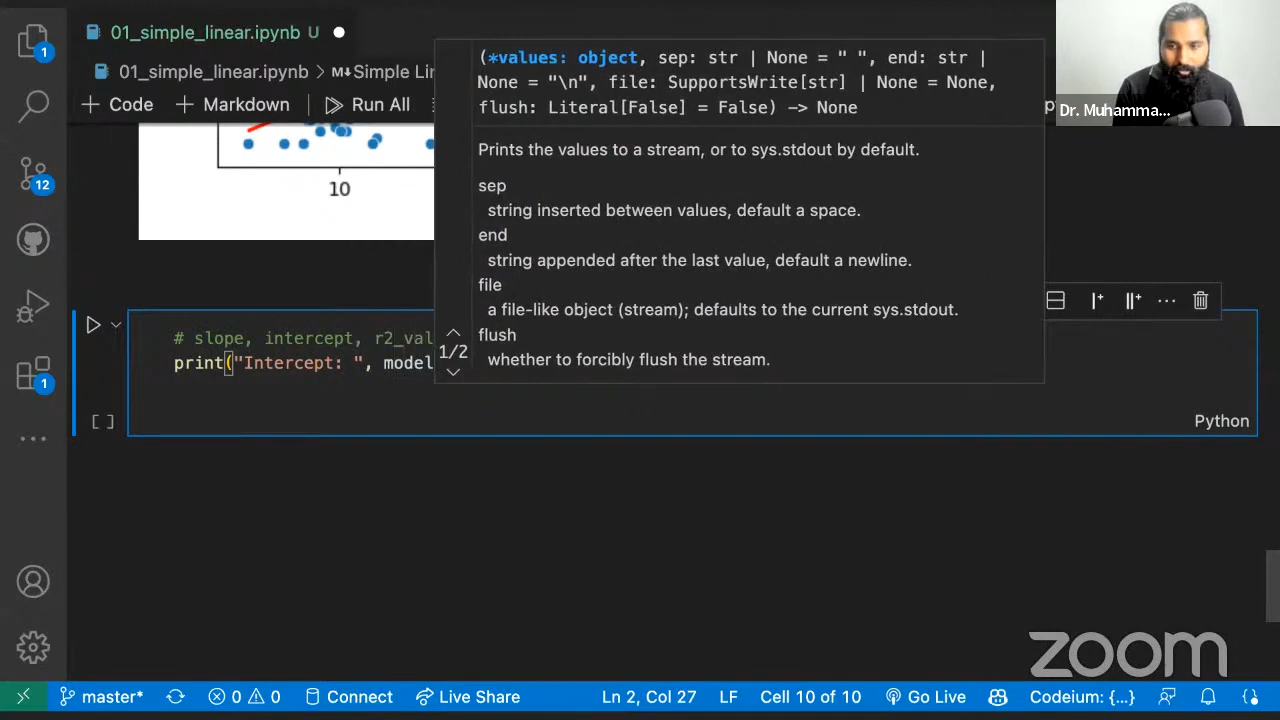 01_simple_linear.ipynb U
01_simple_linear.ipynb > M↓Simple Lir
+ Code + Markdown Run All
1
12
1
10
(*values: object, sep: str | None = " ", end: str |
None = "\n", file: SupportsWrite[str] | None = None,
flush: Literal[False] = False) -> None
Prints the values to a stream, or to sys.stdout by default.
sep
string inserted between values, default a space.
end
string appended after the last value, default a newline.
file
a file-like object (stream); defaults to the current sys.stdout.
flush
whether to forcibly flush the stream.
1/2
Dr. Muhamma...
# slope, intercept, r2_val
print("Intercept: ", model
[ ]
Python
zoom
master* 0 0 Connect Live Share Ln 2, Col 27 LF Cell 10 of 10 Go Live Codeium: {...}